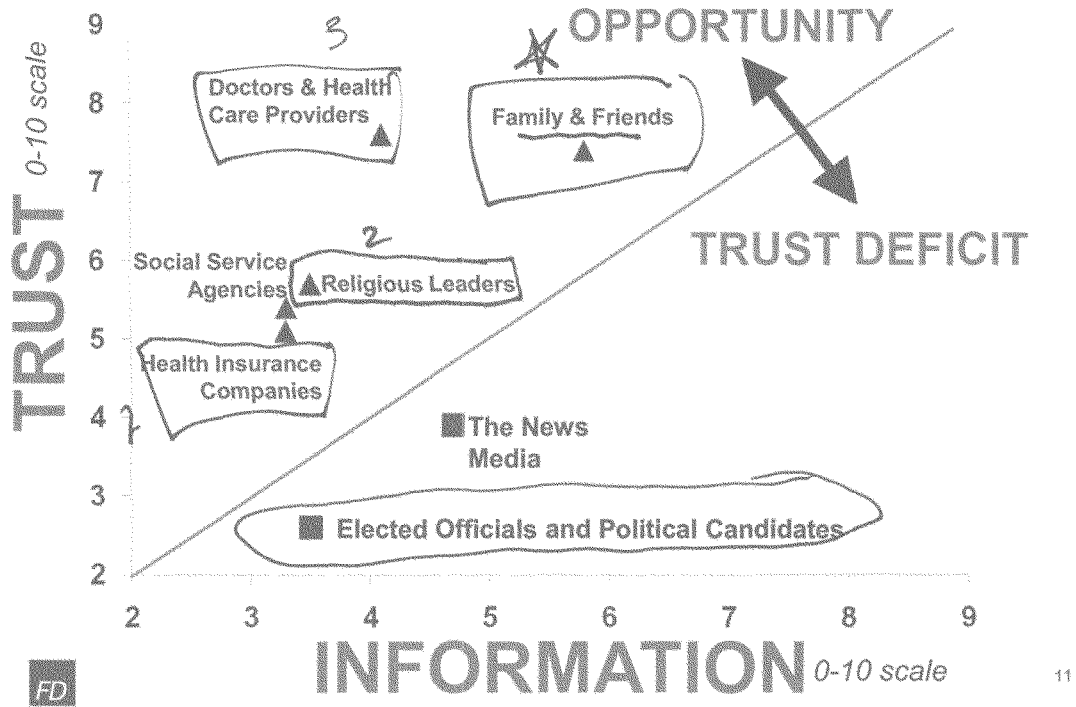 OPPORTUNITY
3
Doctors & Health
Care Providers
Family & Friends
TRUST DEFICIT
2
Social Service
Agencies
Religious Leaders
Health Insurance
Companies
The News
Media
Elected Officials and Political Candidates
TRUST 0-10 scale
9
8
7
6
5
4
3
2
2 3 4 5 6 7 8 9
INFORMATION 0-10 scale
FD
11